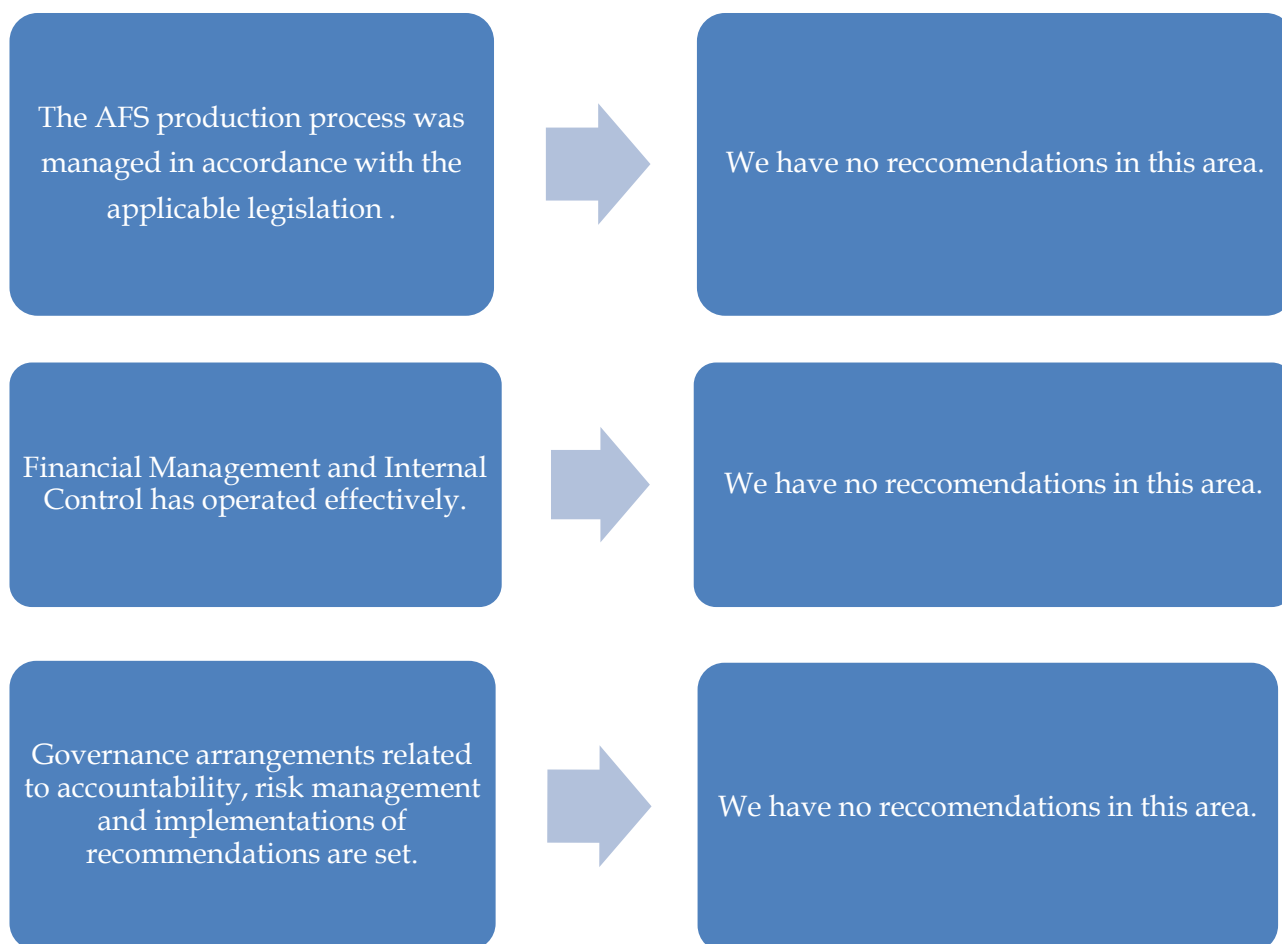 The AFS production process was
managed in accordance with the
applicable legislation .
We have no reccomendations in this area.
Financial Management and Internal
Control has operated effectively.
We have no reccomendations in this area.
Governance arrangements related
to accountability, risk management
and implementations of
recommendations are set.
We have no reccomendations in this area.